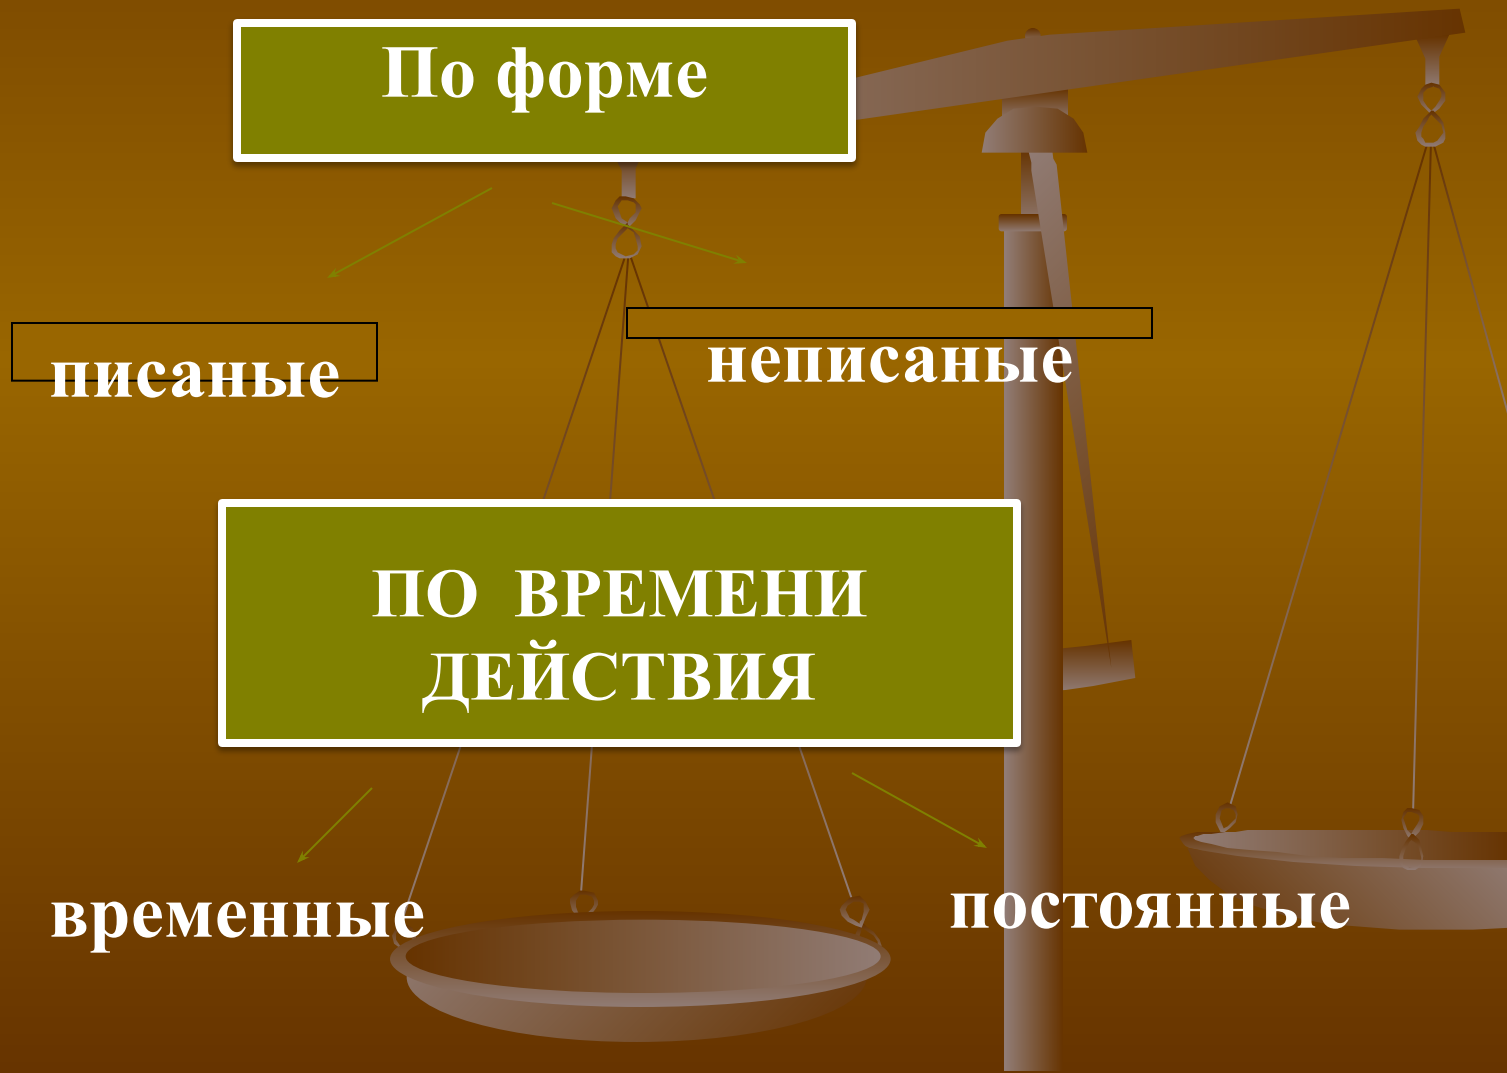 По форме
писаные
неписаные
ПО ВРЕМЕНИ
ДЕЙСТВИЯ
временные
постоянные